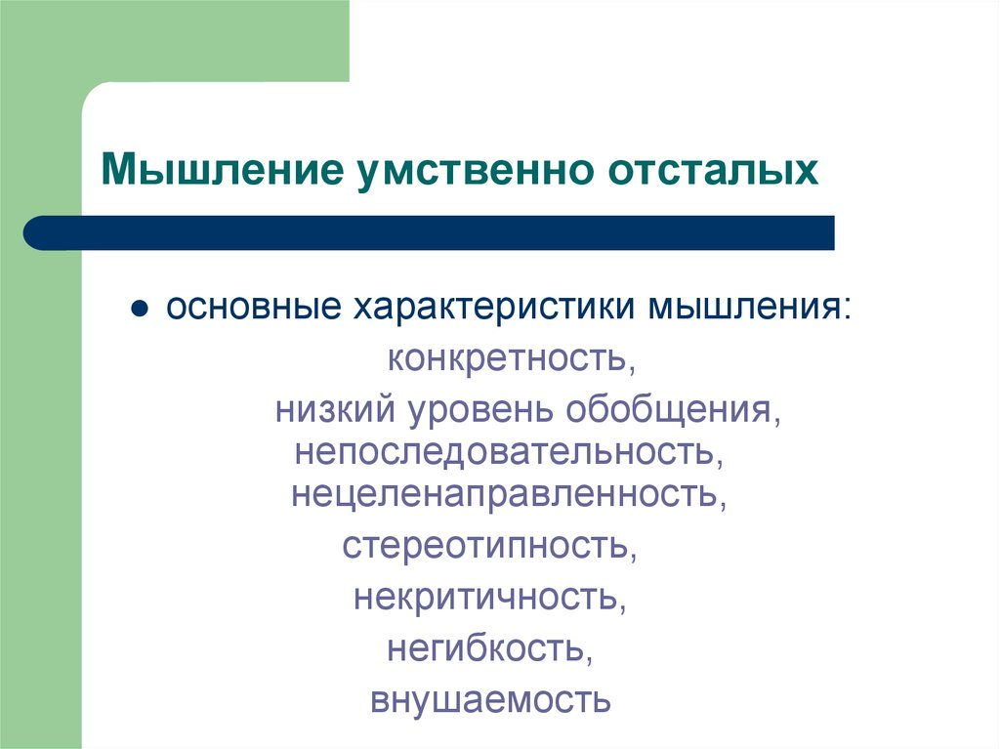 Мышление умственно отсталых
основные характеристики мышления:
конкретность,
низкий уровень обобщения,
непоследовательность,
нецеленаправленность,
стереотипность,
некритичность,
негибкость,
внушаемость